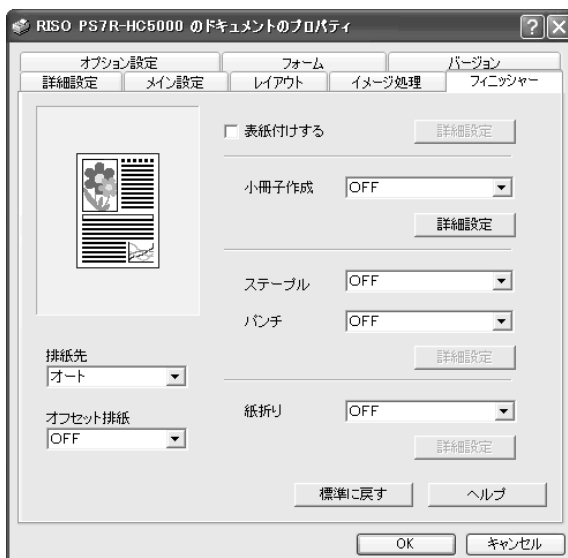 RISO PS7R-HC5000 のドキュメントのプロパティ
オプション設定 フォーム バージョン
詳細設定 メイン設定 レイアウト イメージ処理 フィニッシャー
表紙付けする 詳細設定
小冊子作成 OFF
詳細設定
ステープル OFF
パンチ OFF
詳細設定
排紙先
オート
オフセット排紙
OFF
紙折り OFF
詳細設定
標準に戻す ヘルプ
OK キャンセル